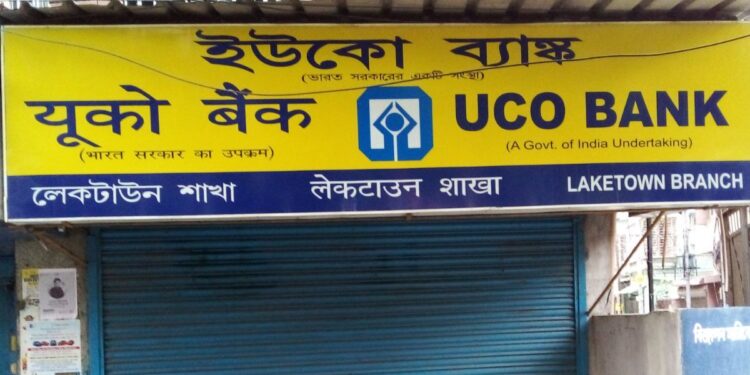 ইউকো ব্যাঙ্ক
(ভারত সরকারের একটি সংস্থা)
यूको बैंक
(भारत सरकार का उपक्रम)
UCO BANK
(A Govt. of India Undertaking)
লেকটাউন শাখা लेकटाउन शाखा LAKETOWN BRANCH